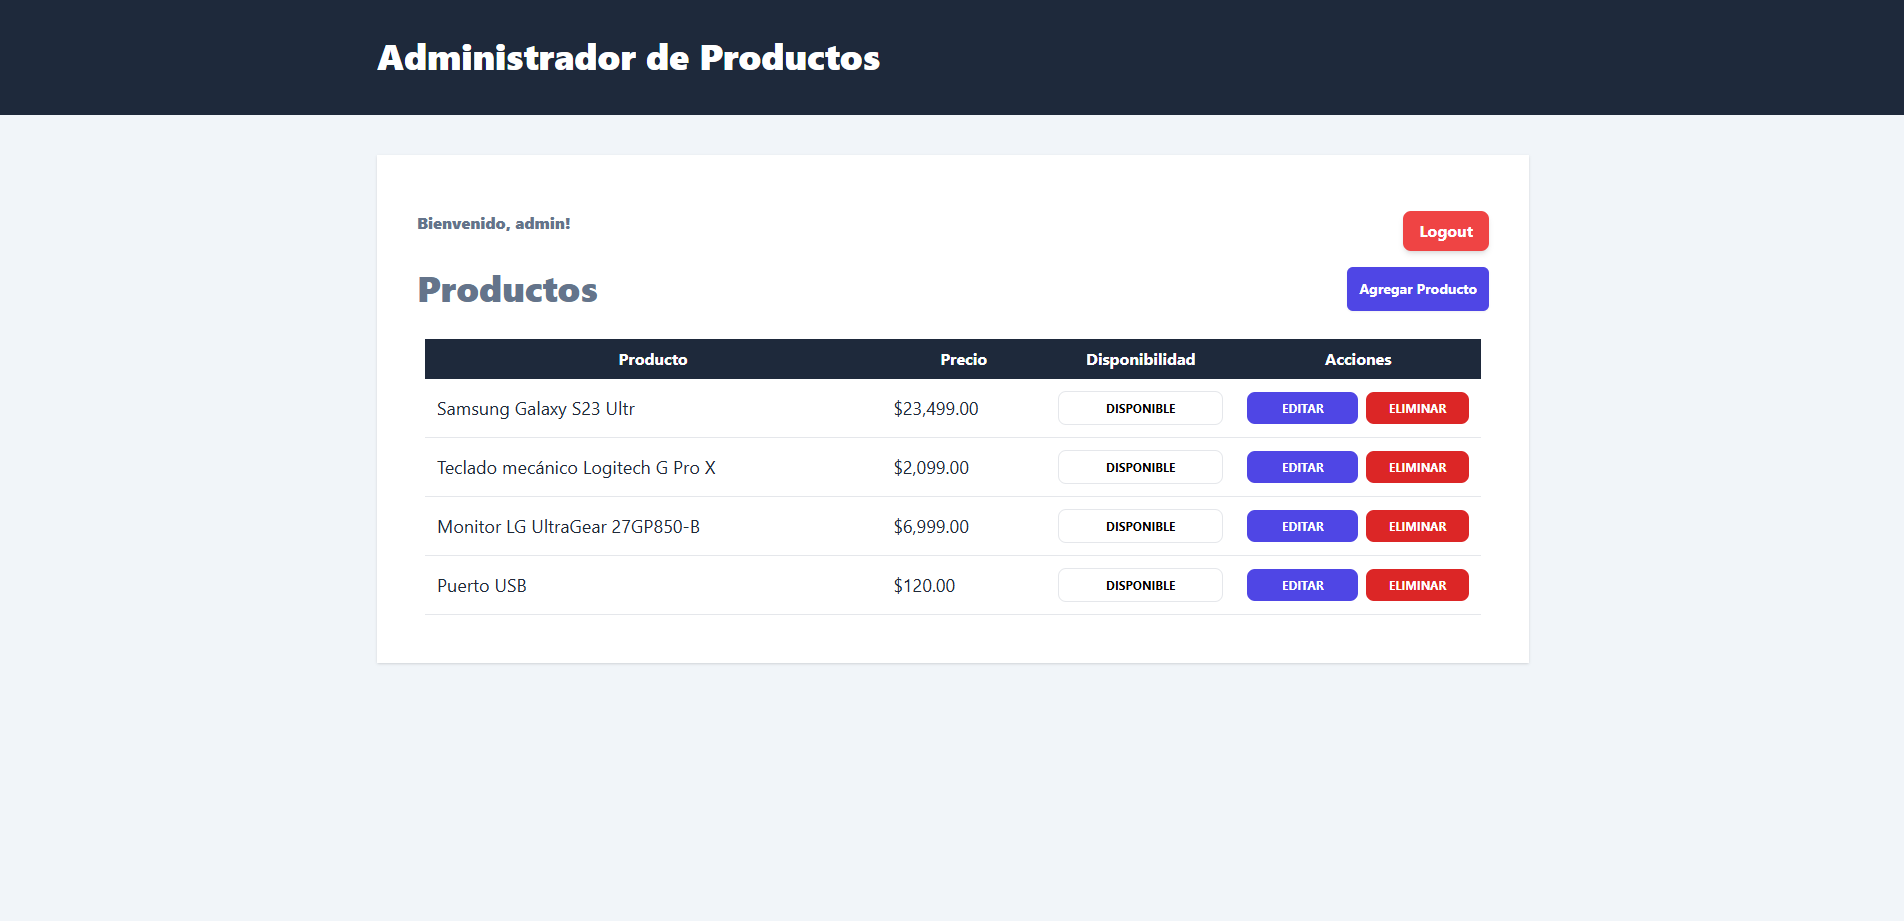 Administrador de Productos
Bienvenido, admin!
Logout
Productos
Agregar Producto
Producto Precio Disponibilidad Acciones
Samsung Galaxy S23 Ultr $23,499.00 DISPONIBLE EDITAR ELIMINAR
Teclado mecánico Logitech G Pro X $2,099.00 DISPONIBLE EDITAR ELIMINAR
Monitor LG UltraGear 27GP850-B $6,999.00 DISPONIBLE EDITAR ELIMINAR
Puerto USB $120.00 DISPONIBLE EDITAR ELIMINAR